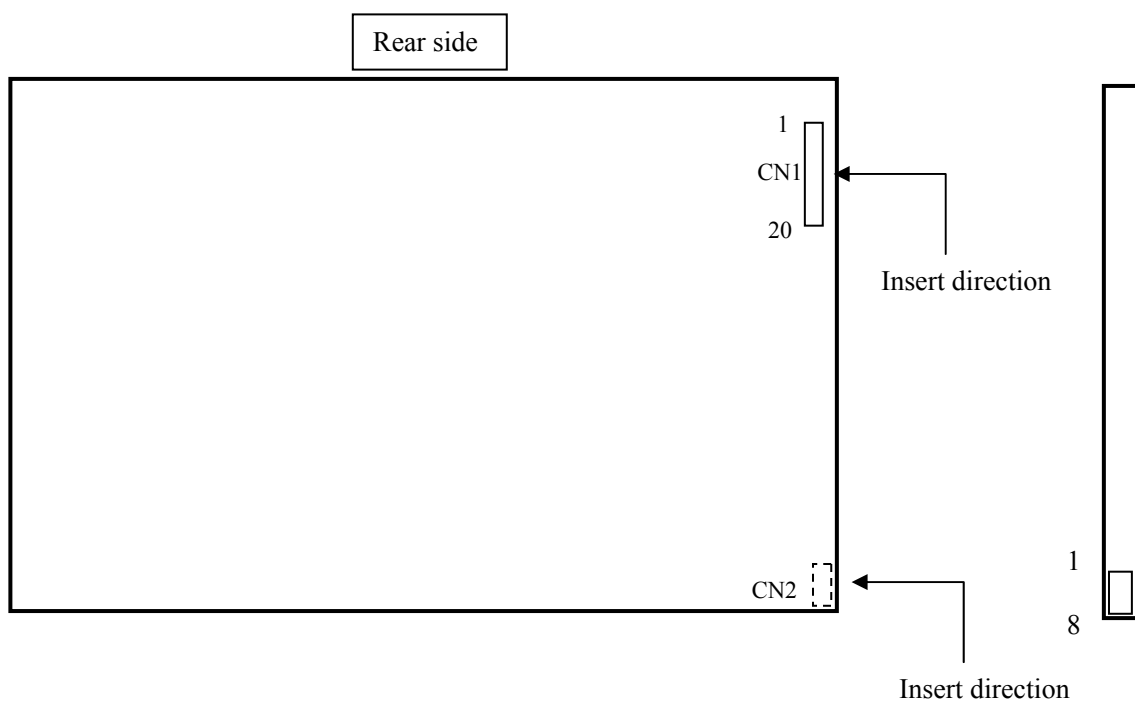 Rear side
1
CN1
20
Insert direction
1
CN2
8
Insert direction